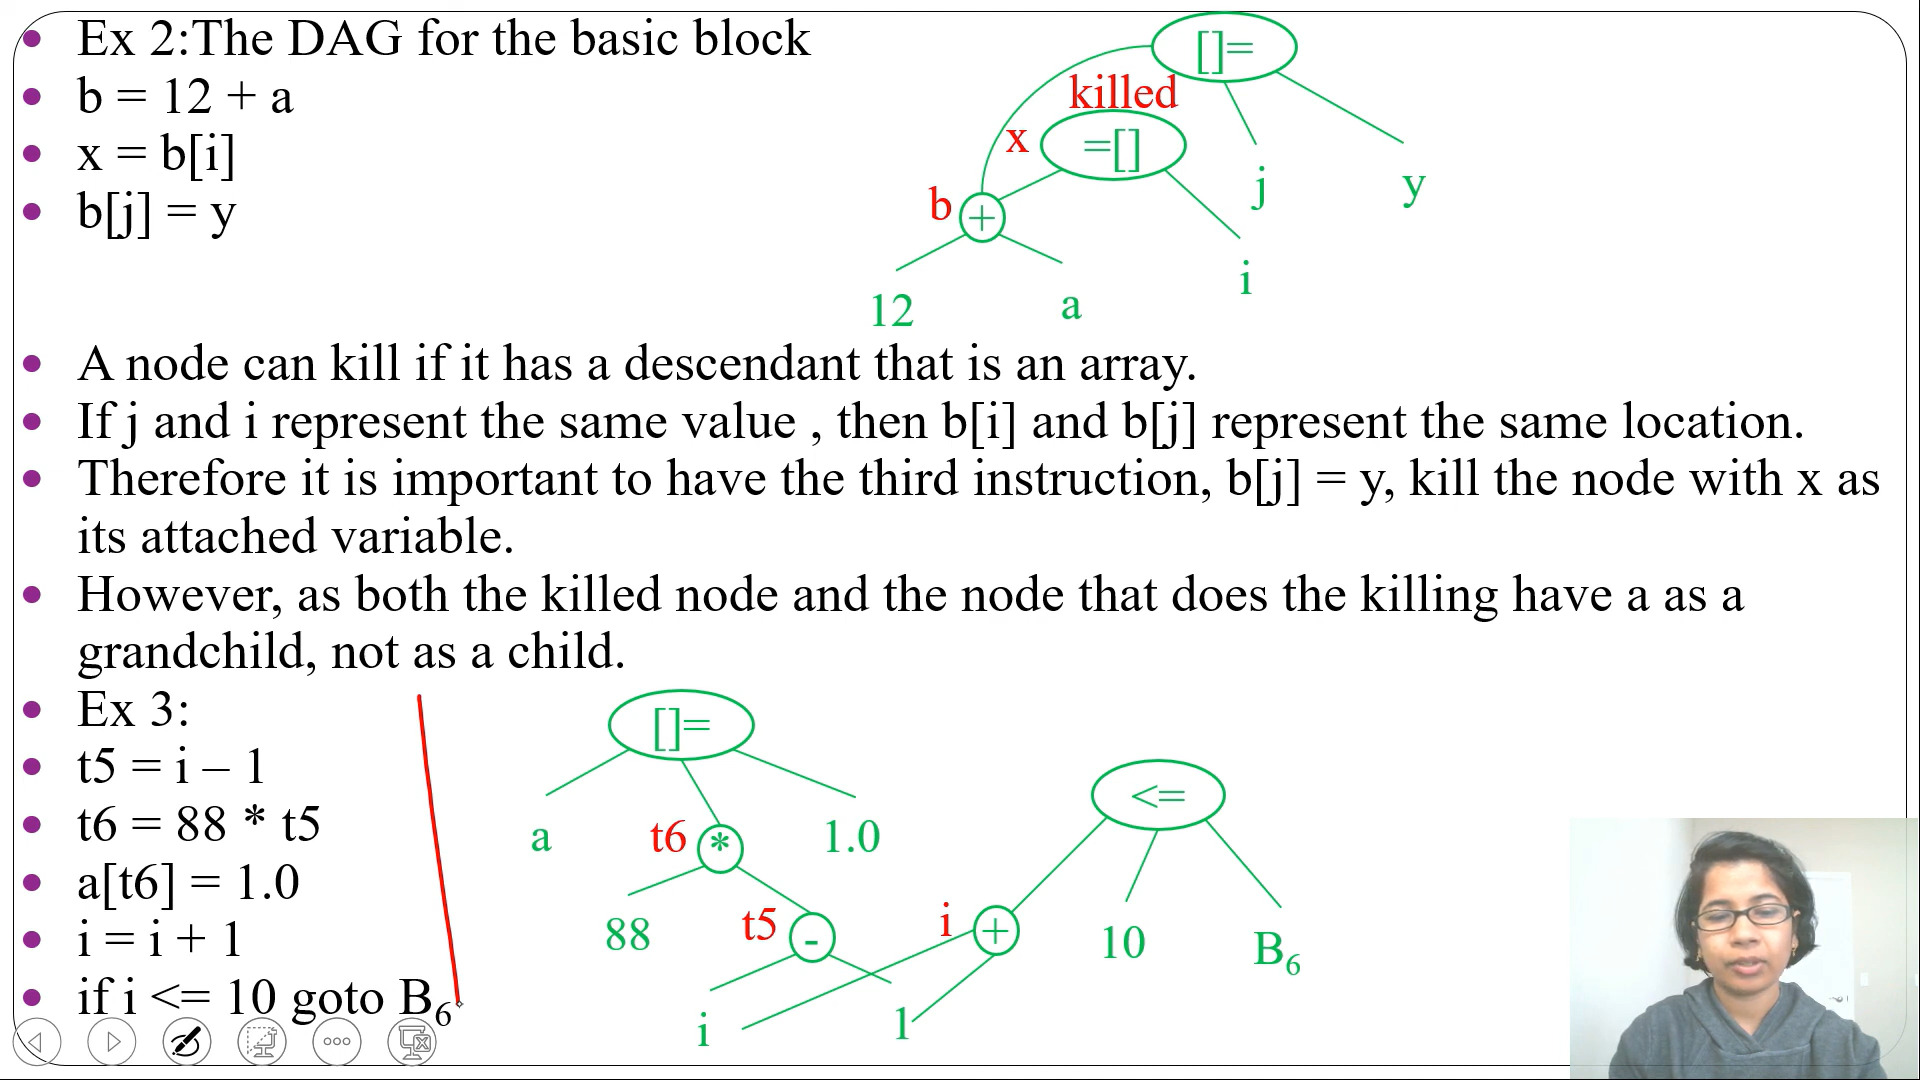 Ex 2:The DAG for the basic block
b = 12 + a
x = b[i]
b[j] = y
[]=
killed
x
=[]
j
y
b
+
i
12
a
A node can kill if it has a descendant that is an array.
If j and i represent the same value , then b[i] and b[j] represent the same location.
Therefore it is important to have the third instruction, b[j] = y, kill the node with x as
its attached variable.
However, as both the killed node and the node that does the killing have a as a
grandchild, not as a child.
Ex 3:
t5 = i – 1
t6 = 88 * t5
a[t6] = 1.0
i = i + 1
if i <= 10 goto B6
[]=
<=
a
t6
*
1.0
88
t5
-
i
+
10
B6
i
1